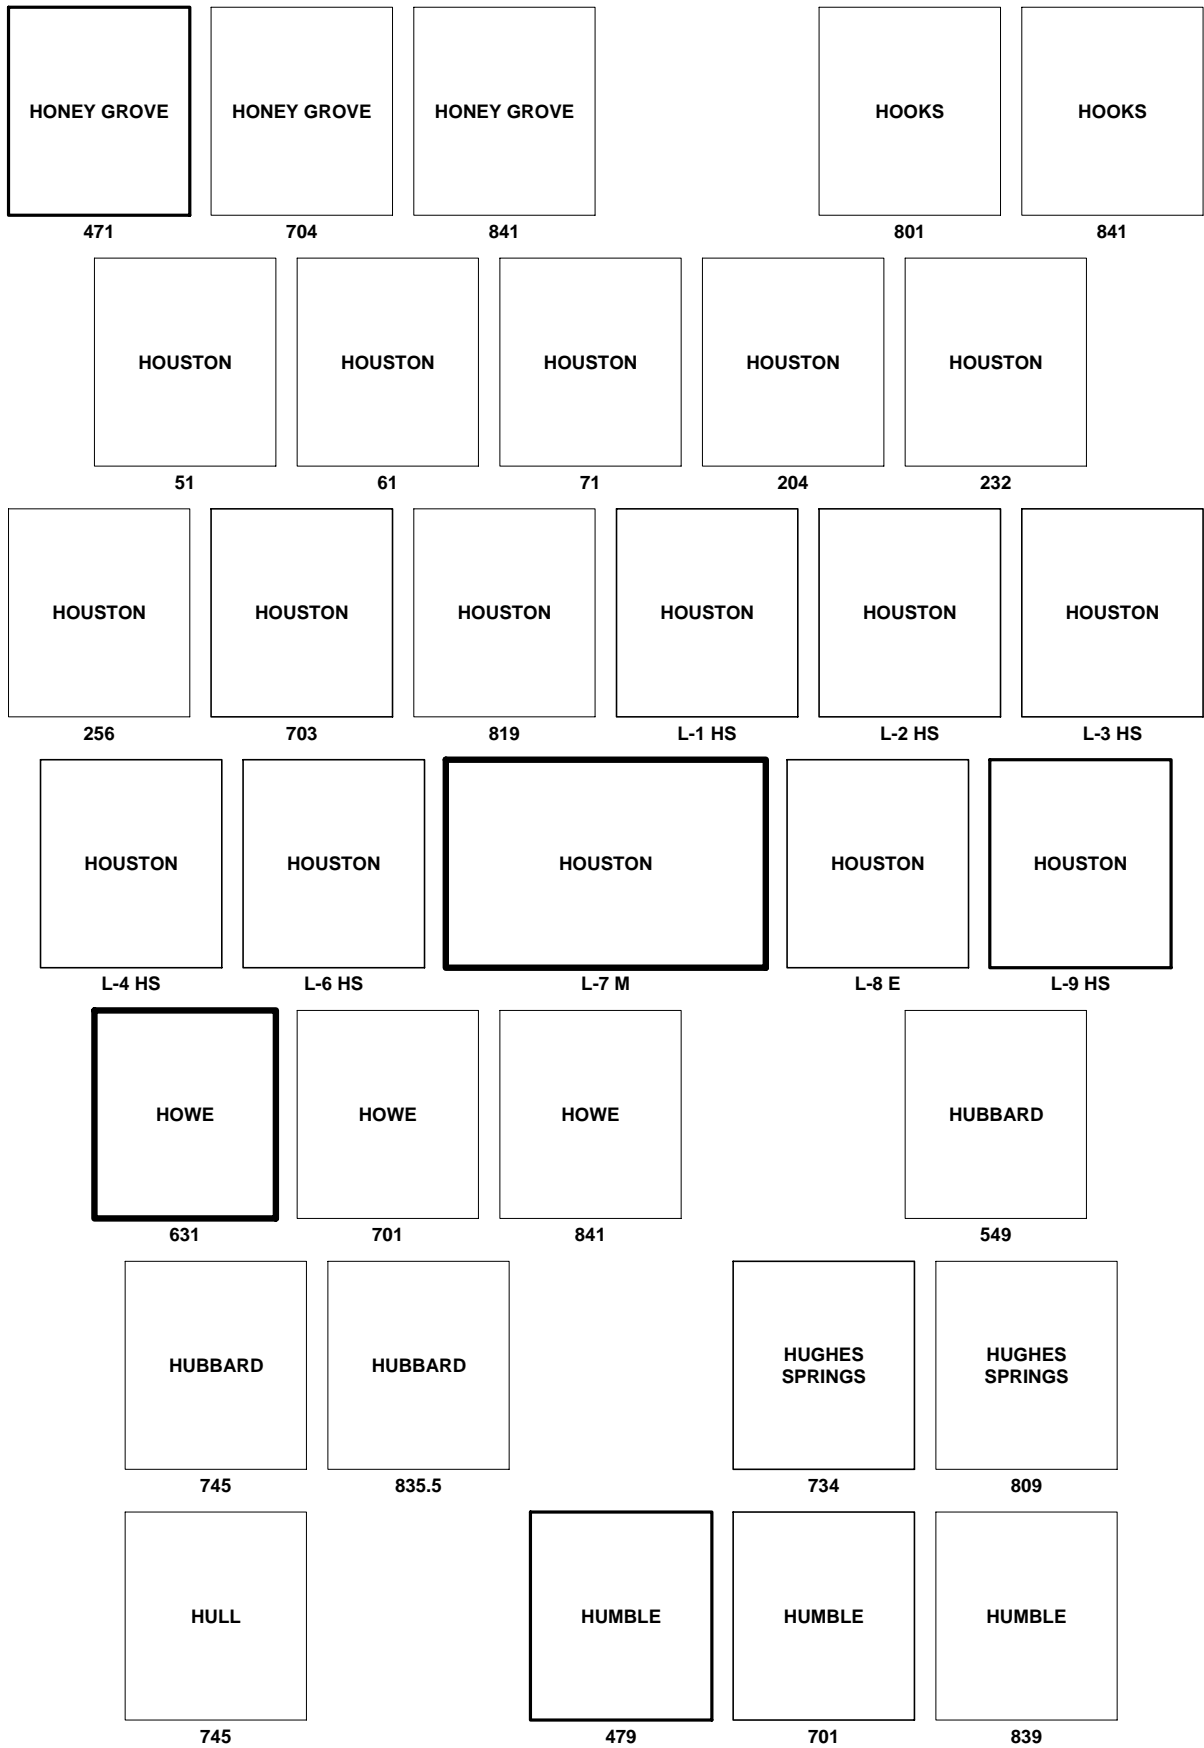 HONEY GROVE HONEY GROVE HONEY GROVE HOOKS HOOKS
471 704 841 801 841
HOUSTON HOUSTON HOUSTON HOUSTON HOUSTON
51 61 71 204 232
HOUSTON HOUSTON HOUSTON HOUSTON HOUSTON HOUSTON
256 703 819 L-1 HS L-2 HS L-3 HS
HOUSTON HOUSTON HOUSTON HOUSTON HOUSTON
L-4 HS L-6 HS L-7 M L-8 E L-9 HS
HOWE HOWE HOWE HUBBARD
631 701 841 549
HUBBARD HUBBARD HUGHES HUGHES
SPRINGS SPRINGS
745 835.5 734 809
HULL HUMBLE HUMBLE HUMBLE
745 479 701 839